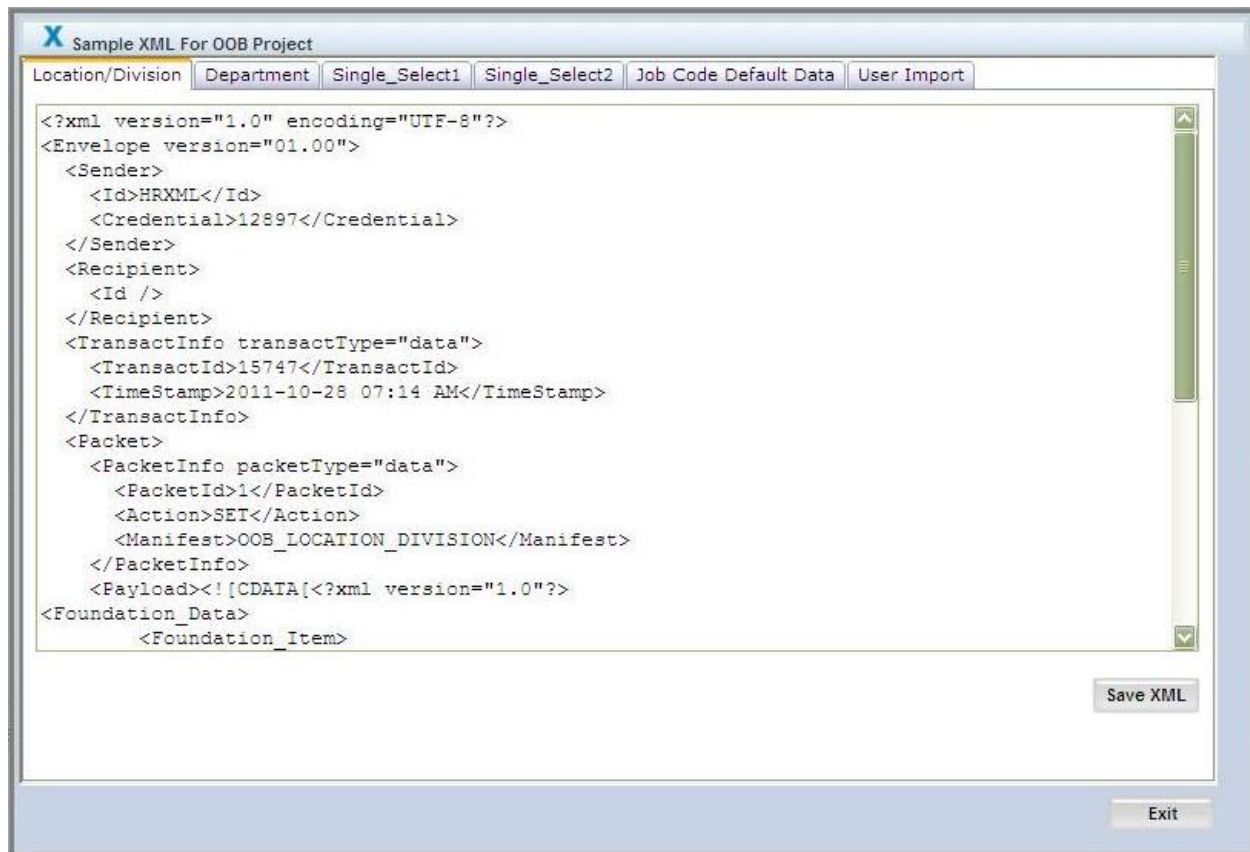 X Sample XML For OOB Project
Location/Division Department Single_Select1 Single_Select2 Job Code Default Data User Import
<?xml version="1.0" encoding="UTF-8"?>
<Envelope version="01.00">
  <Sender>
    <Id>HRXML</Id>
    <Credential>12897</Credential>
  </Sender>
  <Recipient>
    <Id />
  </Recipient>
  <TransactInfo transactType="data">
    <TransactId>15747</TransactId>
    <TimeStamp>2011-10-28 07:14 AM</TimeStamp>
  </TransactInfo>
  <Packet>
    <PacketInfo packetType="data">
      <PacketId>1</PacketId>
      <Action>SET</Action>
      <Manifest>OOB_LOCATION_DIVISION</Manifest>
    </PacketInfo>
    <Payload><![CDATA[<?xml version="1.0"?>
<Foundation_Data>
        <Foundation_Item>
Save XML
Exit